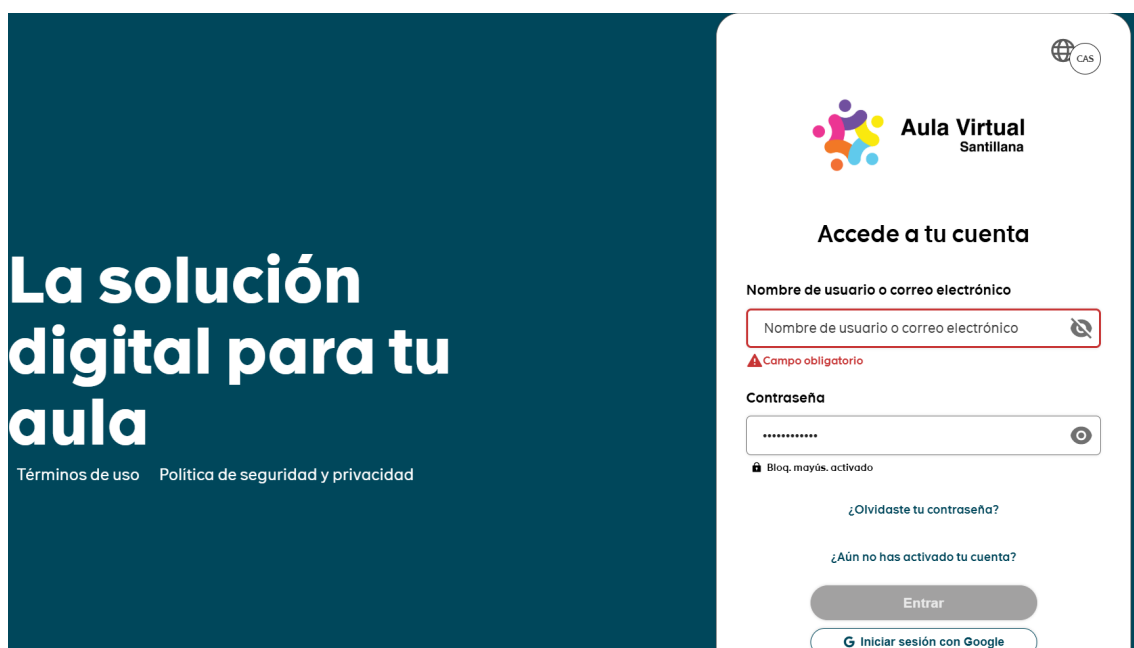 La solución
digital para tu
aula
Términos de uso Política de seguridad y privacidad
CAS
Aula Virtual
Santillana
Accede a tu cuenta
Nombre de usuario o correo electrónico
Nombre de usuario o correo electrónico
Campo obligatorio
Contraseña
••••••••••••
Bloq. mayús. activado
¿Olvidaste tu contraseña?
¿Aún no has activado tu cuenta?
Entrar
G Iniciar sesión con Google